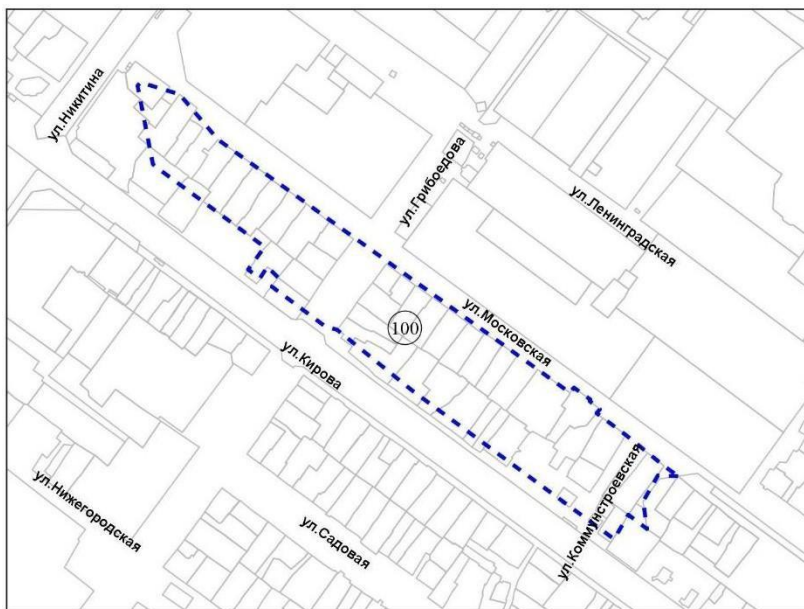 ул.Никитина
ул.Грибоедова
ул.Ленинградская
ул.Московская
100
ул.Кирова
ул.Коммунстроевская
ул.Нижегородская
ул.Садовая